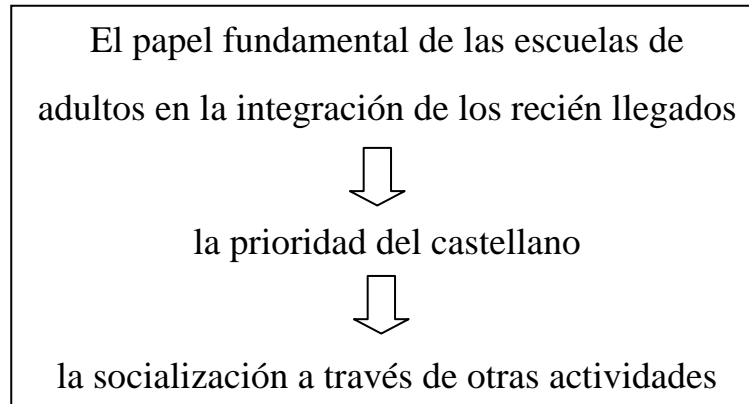 El papel fundamental de las escuelas de
adultos en la integración de los recién llegados
la prioridad del castellano
la socialización a través de otras actividades